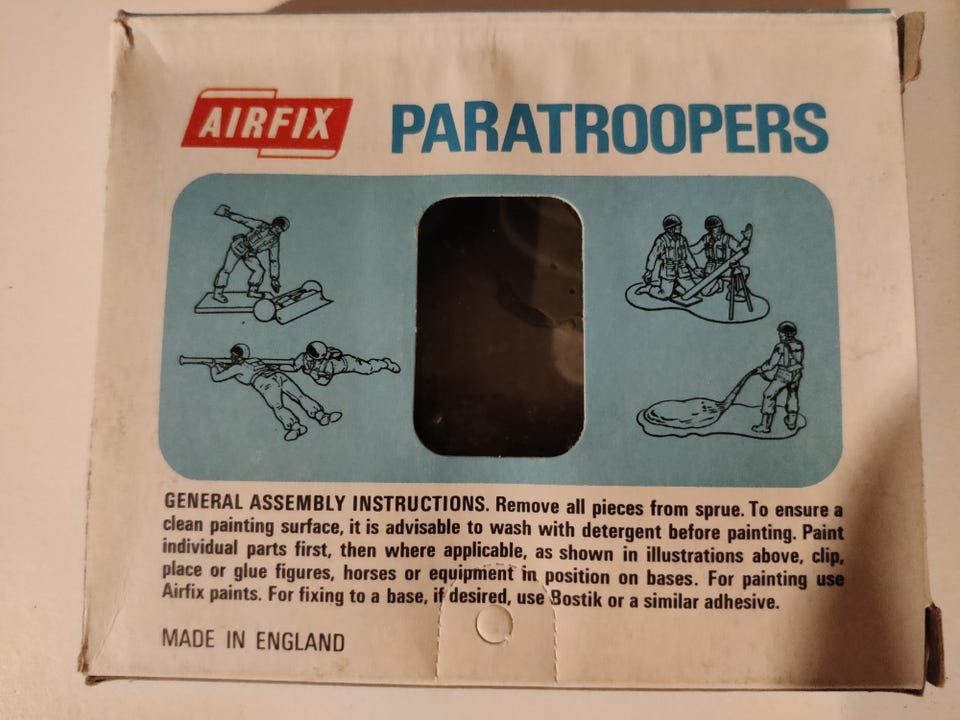 AIRFIX PARATROOPERS
GENERAL ASSEMBLY INSTRUCTIONS. Remove all pieces from sprue. To ensure a
clean painting surface, it is advisable to wash with detergent before painting. Paint
individual parts first, then where applicable, as shown in illustrations above, clip,
place or glue figures, horses or equipment in position on bases. For painting use
Airfix paints. For fixing to a base, if desired, use Bostik or a similar adhesive.
MADE IN ENGLAND